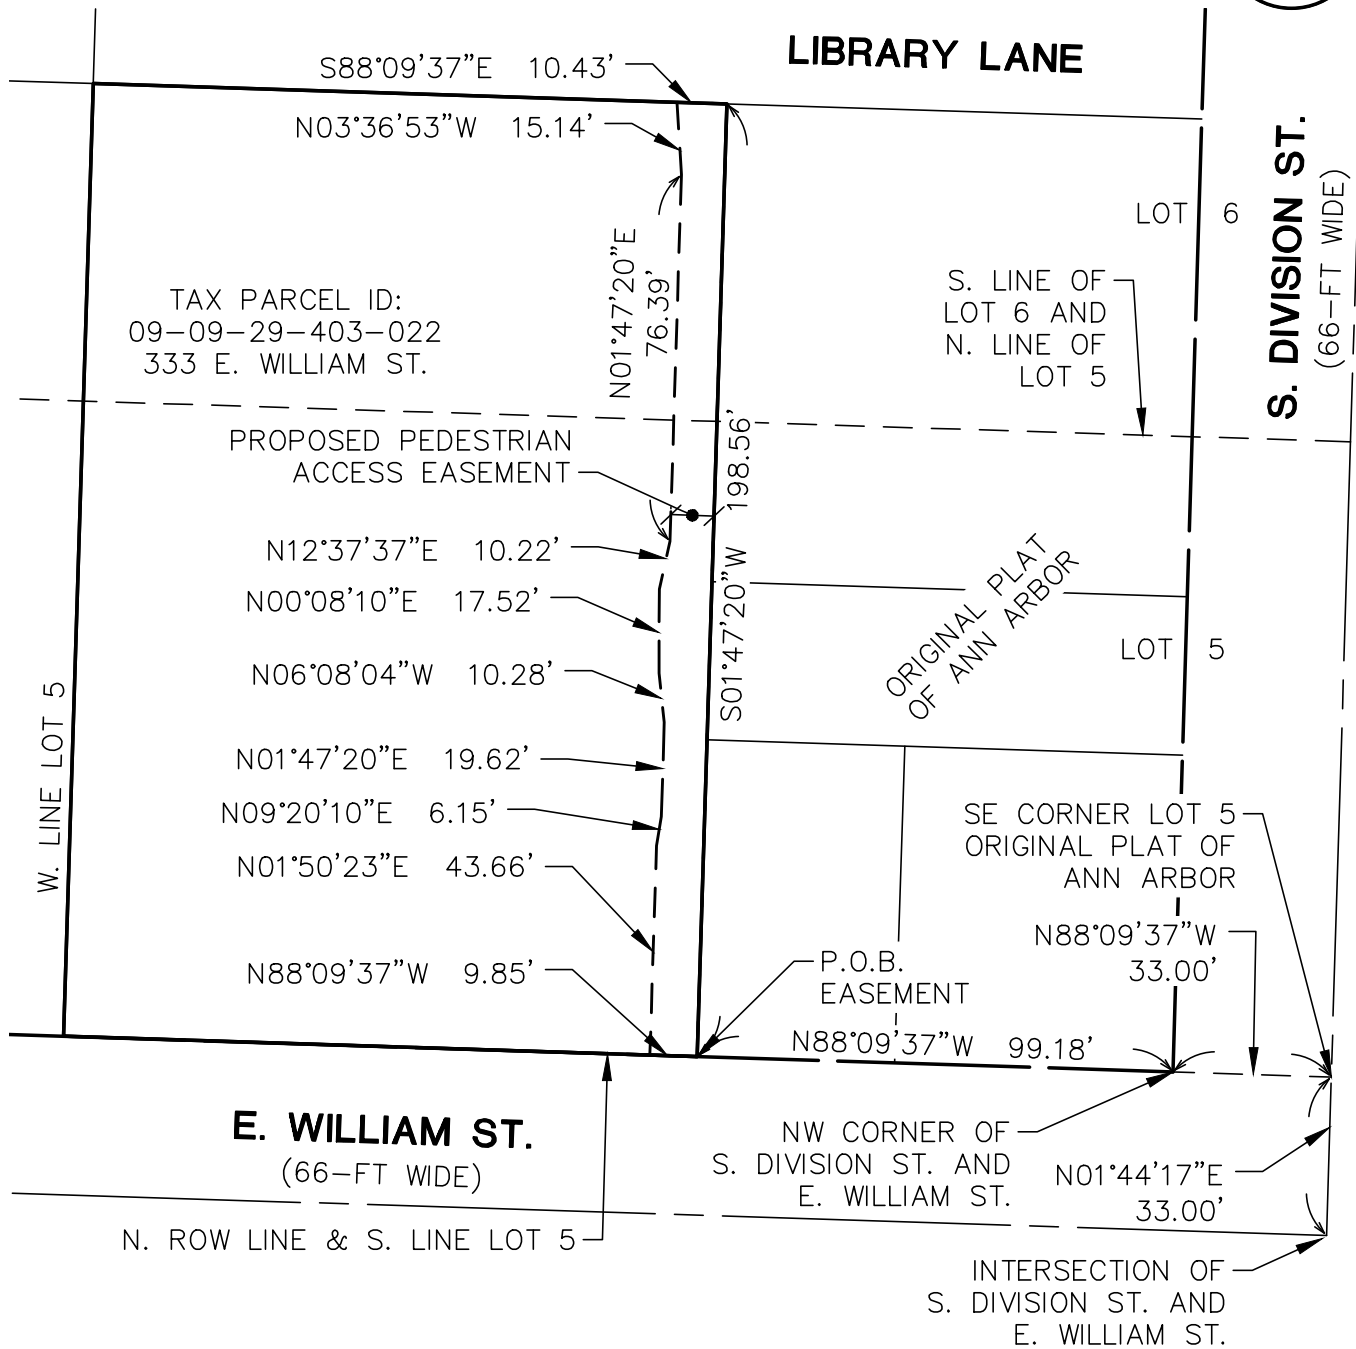 LIBRARY LANE
S88°09'37"E 10.43'
N03°36'53"W 15.14'
S. DIVISION ST.
(66-FT WIDE)
LOT 6
N01°47'20"E
76.39'
S. LINE OF
LOT 6 AND
N. LINE OF
LOT 5
TAX PARCEL ID:
09-09-29-403-022
333 E. WILLIAM ST.
PROPOSED PEDESTRIAN
ACCESS EASEMENT
S01°47'20"W 198.56'
N12°37'37"E 10.22'
N00°08'10"E 17.52'
N06°08'04"W 10.28'
ORIGINAL PLAT
OF ANN ARBOR
LOT 5
W. LINE LOT 5
N01°47'20"E 19.62'
N09°20'10"E 6.15'
N01°50'23"E 43.66'
SE CORNER LOT 5
ORIGINAL PLAT OF
ANN ARBOR
N88°09'37"W
33.00'
N88°09'37"W 9.85'
P.O.B.
EASEMENT
N88°09'37"W 99.18'
E. WILLIAM ST.
(66-FT WIDE)
NW CORNER OF
S. DIVISION ST. AND
E. WILLIAM ST.
N01°44'17"E
33.00'
N. ROW LINE & S. LINE LOT 5
INTERSECTION OF
S. DIVISION ST. AND
E. WILLIAM ST.